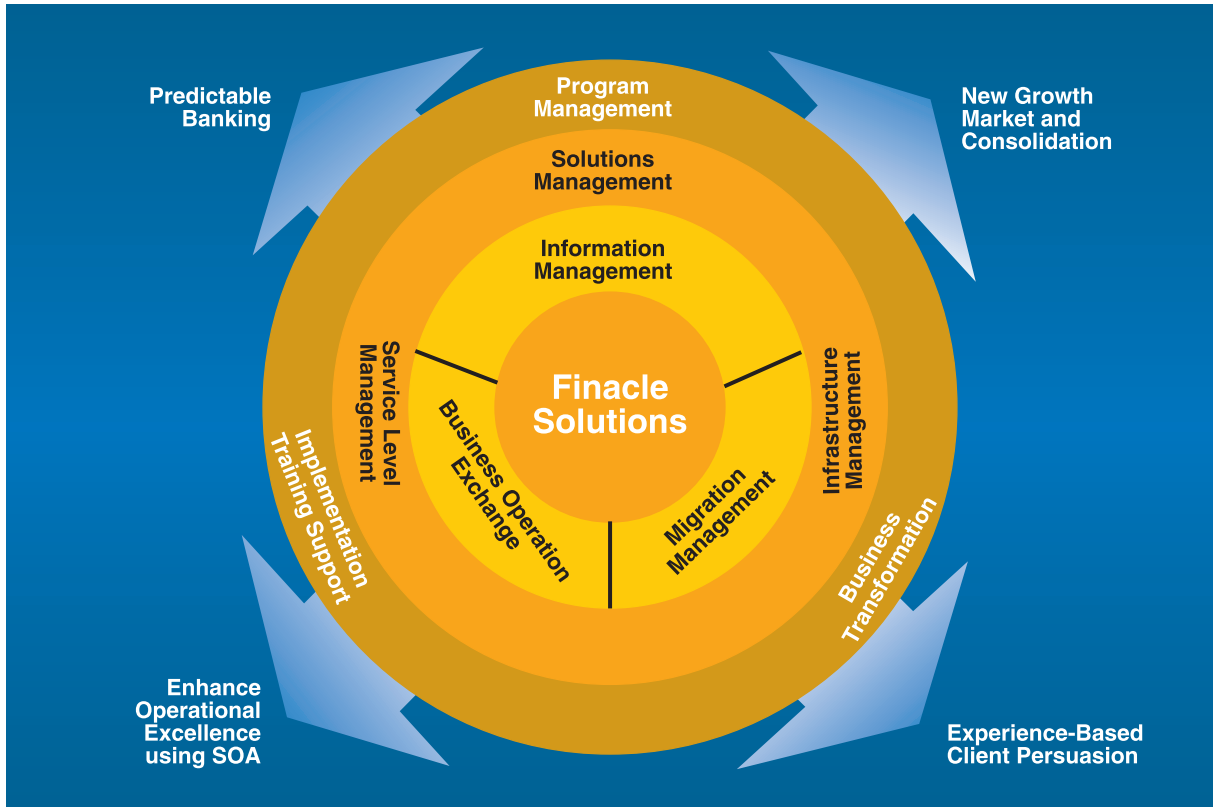 Predictable
Banking
Program
Management
New Growth
Market and
Consolidation
Solutions
Management
Information
Management
Finacle
Solutions
Service Level
Management
Business Operation
Exchange
Migration
Management
Infrastructure
Management
Implementation
Training Support
Business
Transformation
Enhance
Operational
Excellence
using SOA
Experience-Based
Client Persuasion